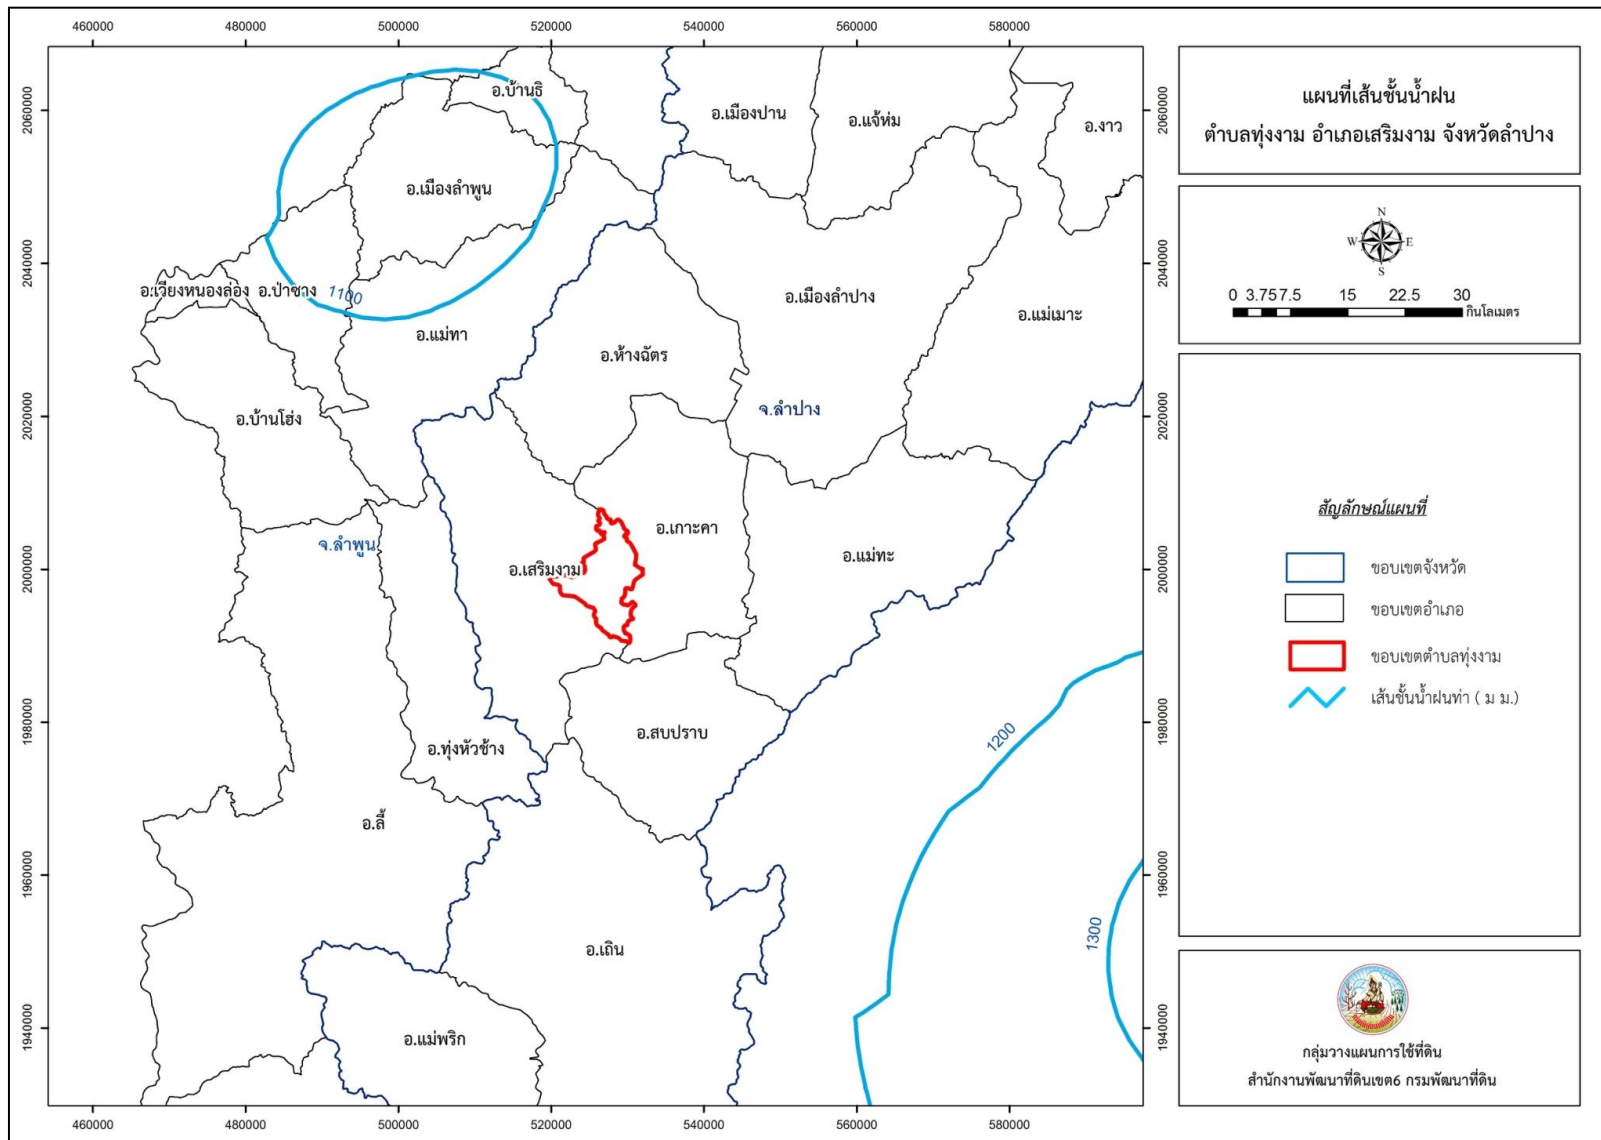 460000 480000 500000 520000 540000 560000 580000
2060000 2060000
2040000 2040000
2020000 2020000
2000000 2000000
1980000 1980000
1960000 1960000
1940000 1940000
อ.บ้านธิ
อ.เมืองปาน
อ.แจ้ห่ม
อ.งาว
อ.เมืองลำพูน
อ.เวียงหนองล่อง
อ.ป่าซาง
1100
อ.เมืองลำปาง
อ.แม่เมาะ
อ.แม่ทา
อ.ห้างฉัตร
อ.บ้านโฮ่ง
จ.ลำปาง
อ.เกาะคา
จ.ลำพูน
อ.แม่ทะ
อ.เสริมงาม
อ.สบปราบ
1200
อ.ทุ่งหัวช้าง
อ.ลี้
1300
อ.เถิน
อ.แม่พริก
460000 480000 500000 520000 540000 560000 580000
แผนที่เส้นชั้นน้ำฝน
ตำบลทุ่งงาม อำเภอเสริมงาม จังหวัดลำปาง
N
W E
S
0 3.75 7.5 15 22.5 30
กิโลเมตร
สัญลักษณ์แผนที่
ขอบเขตจังหวัด
ขอบเขตอำเภอ
ขอบเขตตำบลทุ่งงาม
เส้นชั้นน้ำฝนท่า ( ม ม.)
กลุ่มวางแผนการใช้ที่ดิน
สำนักงานพัฒนาที่ดินเขต6 กรมพัฒนาที่ดิน